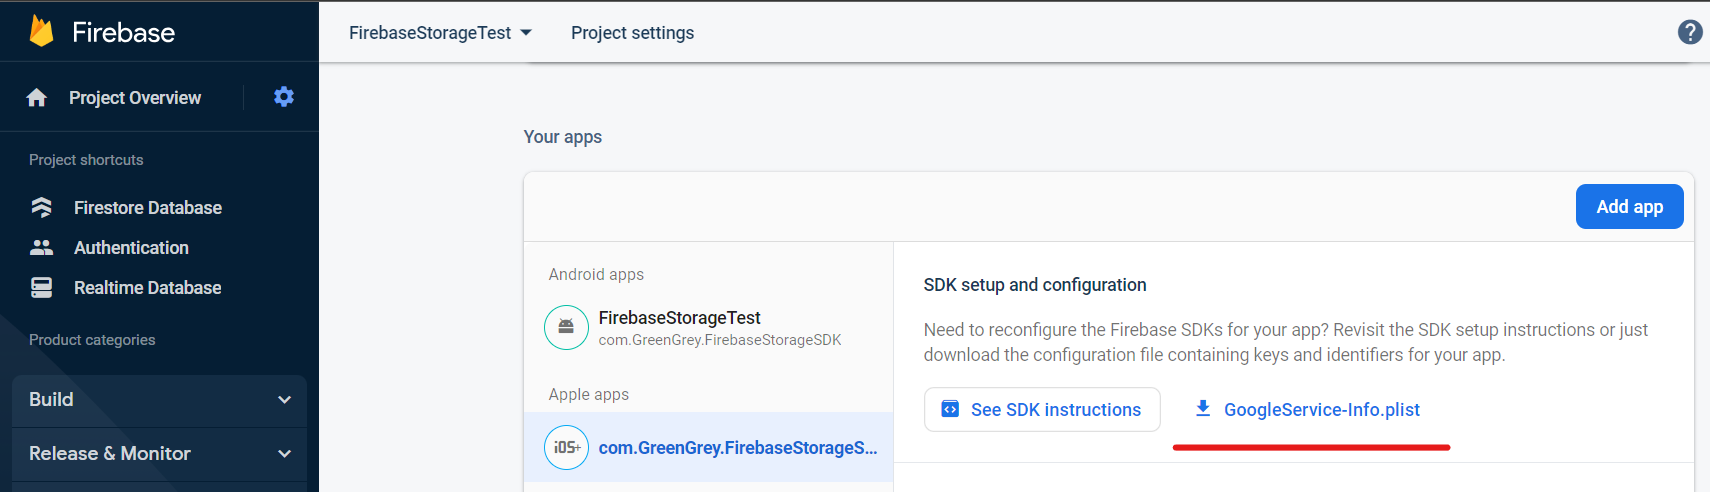 Firebase
FirebaseStorageTest
Project settings
Project Overview
Project shortcuts
Firestore Database
Authentication
Realtime Database
Product categories
Build
Release & Monitor
Your apps
Add app
Android apps
FirebaseStorageTest
com.GreenGrey.FirebaseStorageSDK
Apple apps
iOS+
com.GreenGrey.FirebaseStorageS...
SDK setup and configuration
Need to reconfigure the Firebase SDKs for your app? Revisit the SDK setup instructions or just
download the configuration file containing keys and identifiers for your app.
See SDK instructions
GoogleService-Info.plist